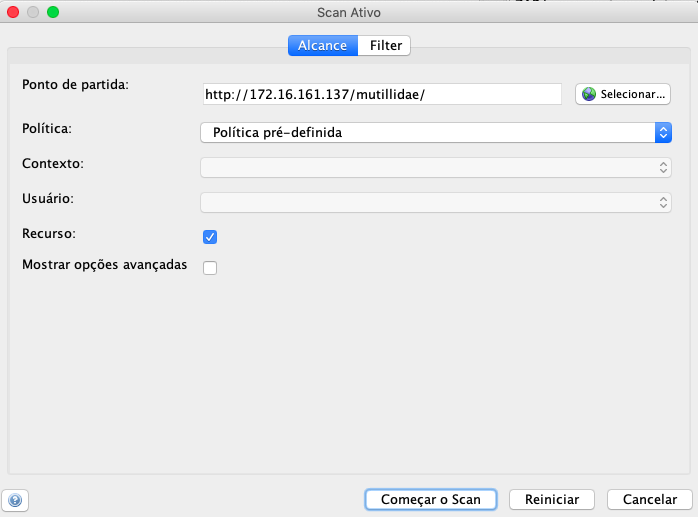 Scan Ativo
Alcance Filter
Ponto de partida: http://172.16.161.137/mutillidae/ Selecionar...
Política: Política pré-definida
Contexto:
Usuário:
Recurso:
Mostrar opções avançadas
? Começar o Scan Reiniciar Cancelar